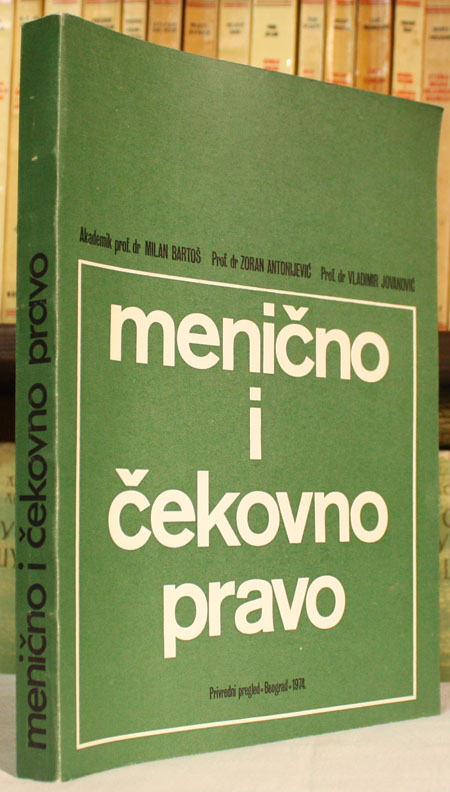 Akademik prof. dr MILAN BARTOŠ Prof. dr ZORAN ANTONIJEVIĆ Prof. dr VLADIMIR JOVANOVIĆ
menično
i
čekovno
pravo
Privredni pregled • Beograd • 1974.
menično i čekovno pravo